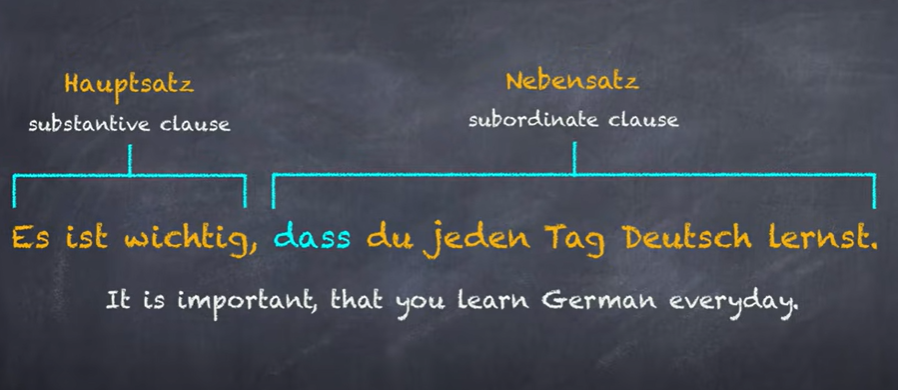 Hauptsatz
Nebensatz
substantive clause
subordinate clause
Es ist wichtig, dass du jeden Tag Deutsch lernst.
It is important, that you learn German everyday.